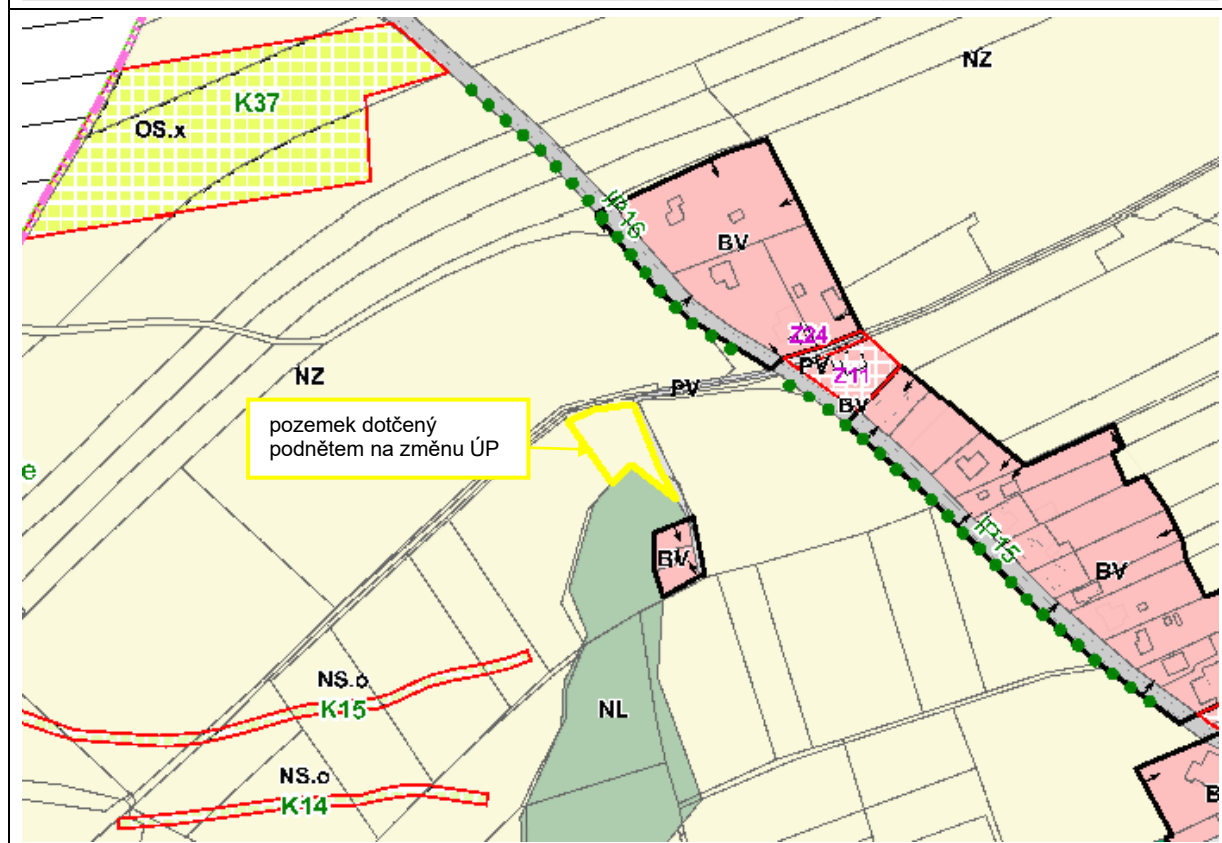 NZ
K37
OS.x
IP16
BV
Z24
PV
Z11
BV
NZ
PV
pozemek dotčený
podnětem na změnu ÚP
e
IP15
BV
BV
NS.o
K15
NL
NS.o
K14
B